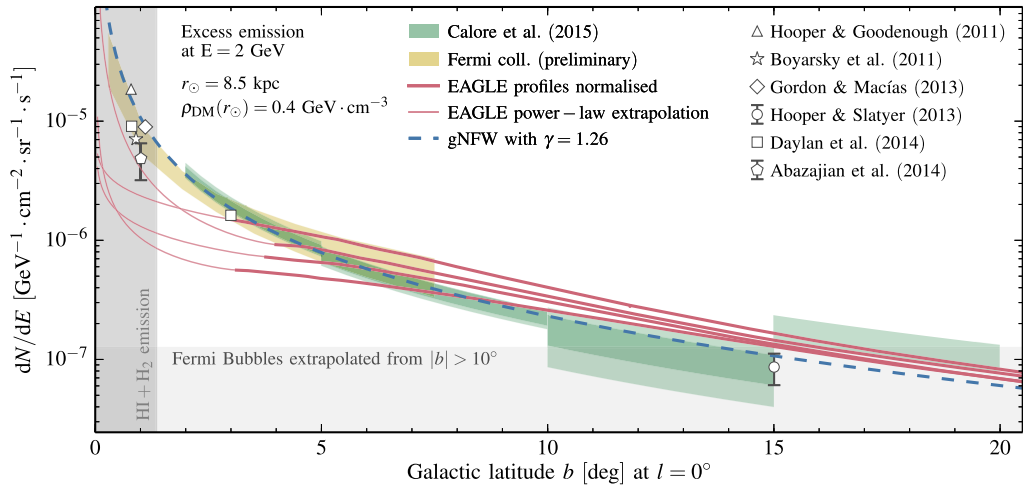 Excess emission
at E = 2 GeV
r⊙ = 8.5 kpc
ρDM(r⊙) = 0.4 GeV·cm⁻³
Calore et al. (2015)
Fermi coll. (preliminary)
EAGLE profiles normalised
EAGLE power−law extrapolation
gNFW with γ = 1.26
Hooper & Goodenough (2011)
Boyarsky et al. (2011)
Gordon & Macías (2013)
Hooper & Slatyer (2013)
Daylan et al. (2014)
Abazajian et al. (2014)
dN/dE [GeV⁻¹·cm⁻²·sr⁻¹·s⁻¹]
10⁻⁵
10⁻⁶
10⁻⁷
HI+H₂ emission
Fermi Bubbles extrapolated from |b| > 10°
0 5 10 15 20
Galactic latitude b [deg] at l = 0°